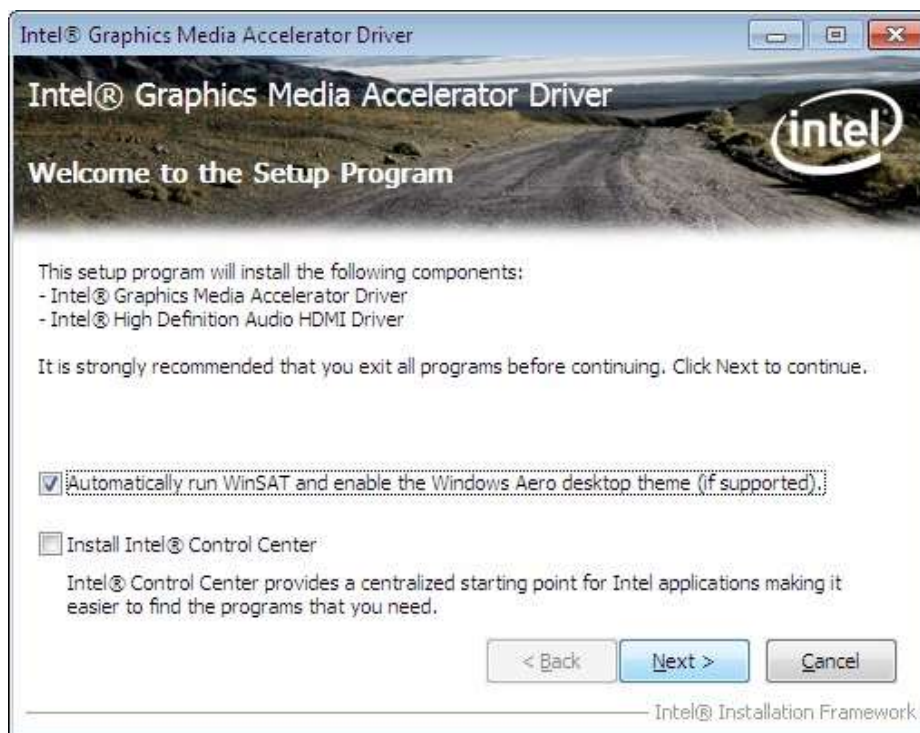 Intel® Graphics Media Accelerator Driver
Intel® Graphics Media Accelerator Driver
intel
Welcome to the Setup Program
This setup program will install the following components:
- Intel® Graphics Media Accelerator Driver
- Intel® High Definition Audio HDMI Driver
It is strongly recommended that you exit all programs before continuing. Click Next to continue.
Automatically run WinSAT and enable the Windows Aero desktop theme (if supported).
Install Intel® Control Center
Intel® Control Center provides a centralized starting point for Intel applications making it
easier to find the programs that you need.
< Back Next > Cancel
Intel® Installation Framework